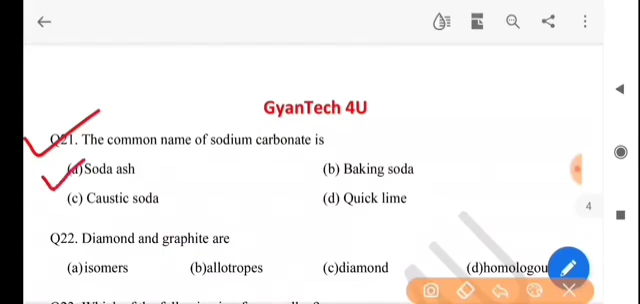 GyanTech 4U
Q21. The common name of sodium carbonate is
(a)Soda ash (b) Baking soda
(c) Caustic soda (d) Quick lime
4
Q22. Diamond and graphite are
(a)isomers (b)allotropes (c)diamond (d)homologou